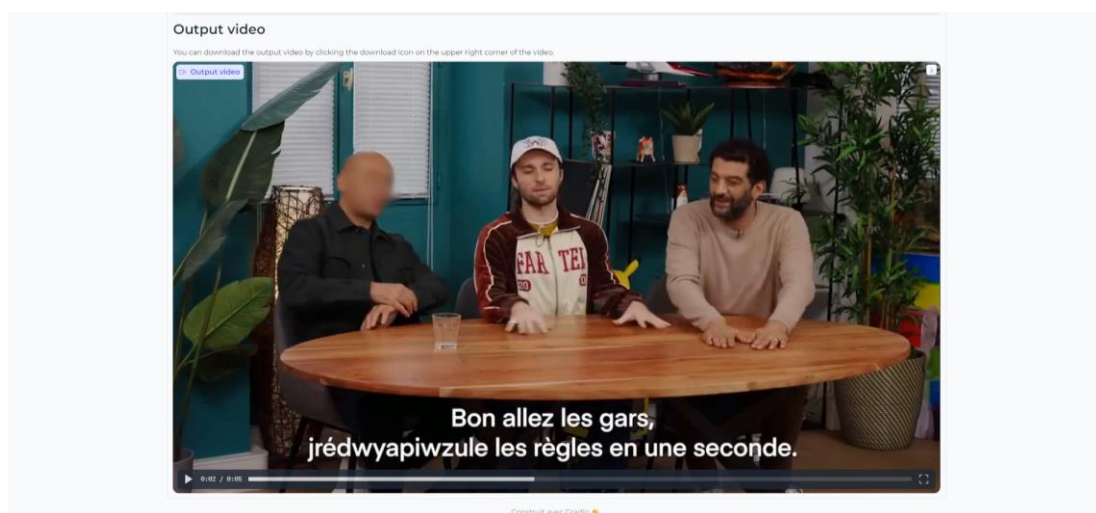 Output video
You can download the output video by clicking the download icon on the upper right corner of the video.
Output video
FAR TEL
Bon allez les gars,
jrédwyapiwzule les règles en une seconde.
0:02 / 0:05
Construit avec Gradio